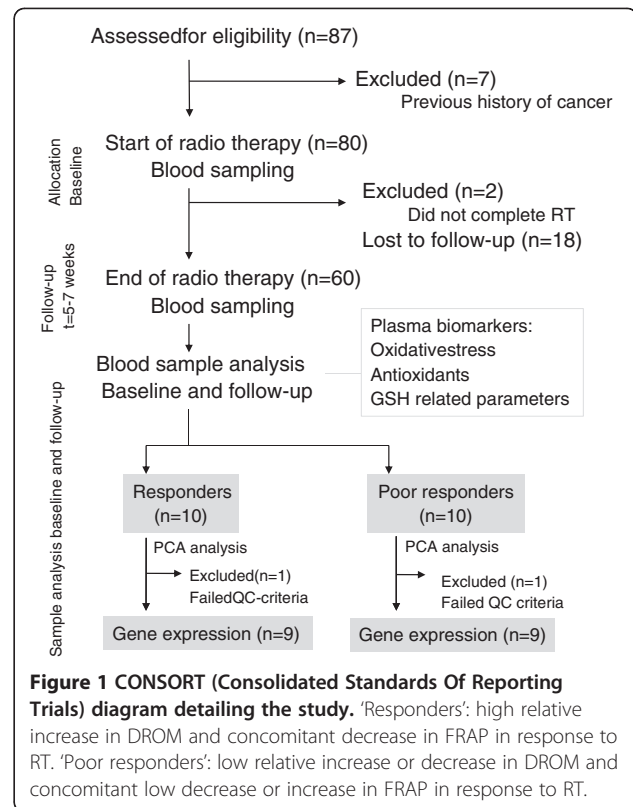 Assessedfor eligibility (n=87)
Excluded (n=7)
Previous history of cancer
Allocation
Baseline
Start of radio therapy (n=80)
Blood sampling
Excluded (n=2)
Did not complete RT
Lost to follow-up (n=18)
Follow-up
t=5-7 weeks
End of radio therapy (n=60)
Blood sampling
Sample analysis baseline and follow-up
Blood sample analysis
Baseline and follow-up
Plasma biomarkers:
Oxidativestress
Antioxidants
GSH related parameters
Responders
(n=10)
Poor responders
(n=10)
PCA analysis
PCA analysis
Excluded(n=1)
FailedQC-criteria
Excluded (n=1)
Failed QC criteria
Gene expression (n=9)
Gene expression (n=9)
Figure 1 CONSORT (Consolidated Standards Of Reporting
Trials) diagram detailing the study. ‘Responders’: high relative
increase in DROM and concomitant decrease in FRAP in response to
RT. ‘Poor responders’: low relative increase or decrease in DROM and
concomitant low decrease or increase in FRAP in response to RT.